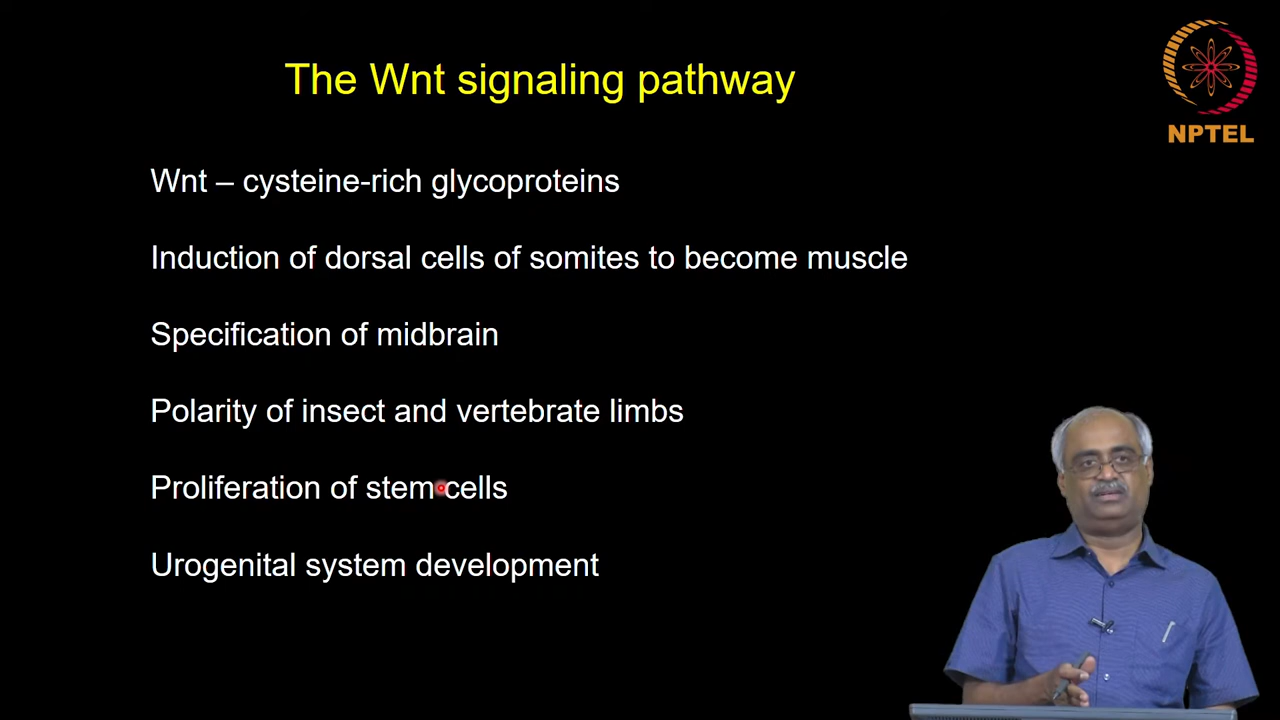 The Wnt signaling pathway
NPTEL
Wnt – cysteine-rich glycoproteins
Induction of dorsal cells of somites to become muscle
Specification of midbrain
Polarity of insect and vertebrate limbs
Proliferation of stem cells
Urogenital system development